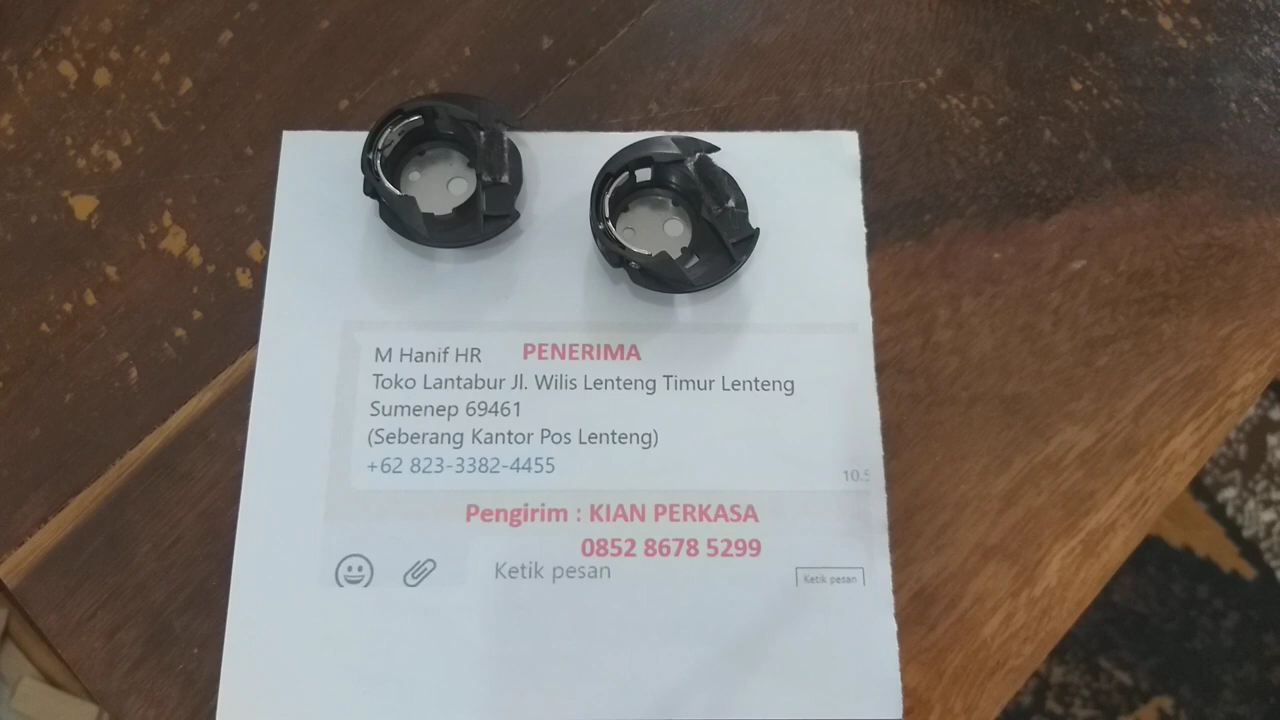 M Hanif HR PENERIMA
Toko Lantabur Jl. Wilis Lenteng Timur Lenteng
Sumenep 69461
(Seberang Kantor Pos Lenteng)
+62 823-3382-4455
10.5
Pengirim : KIAN PERKASA
0852 8678 5299
Ketik pesan
Ketik pesan